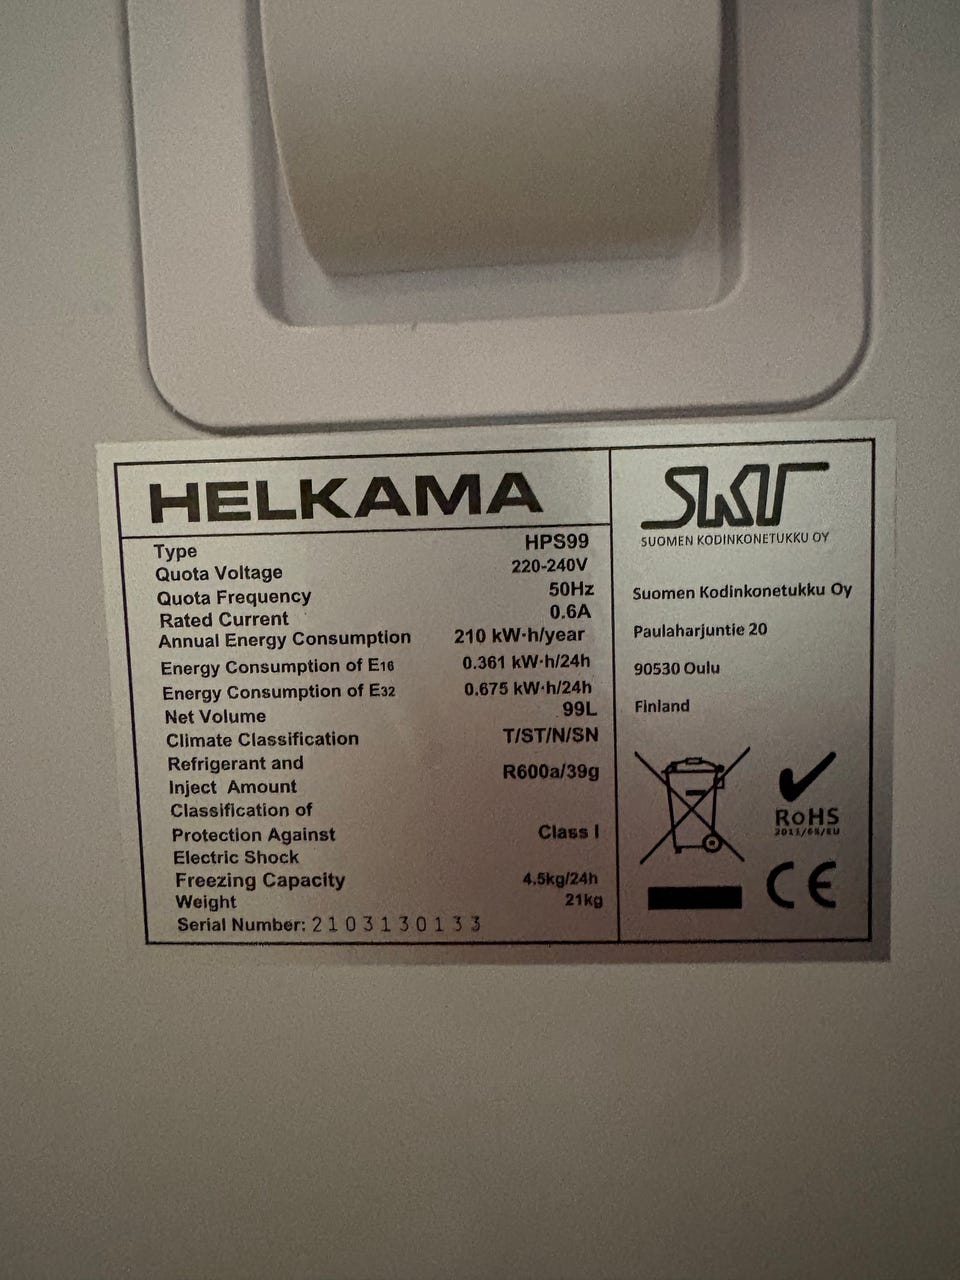 HELKAMA
Type HPS99
Quota Voltage 220-240V
Quota Frequency 50Hz
Rated Current 0.6A
Annual Energy Consumption 210 kW·h/year
Energy Consumption of E16 0.361 kW·h/24h
Energy Consumption of E32 0.675 kW·h/24h
Net Volume 99L
Climate Classification T/ST/N/SN
Refrigerant and
Inject Amount R600a/39g
Classification of
Protection Against Class I
Electric Shock
Freezing Capacity 4.5kg/24h
Weight 21kg
Serial Number: 2103130133
SKT
SUOMEN KODINKONETUKKU OY
Suomen Kodinkonetukku Oy
Paulaharjuntie 20
90530 Oulu
Finland
RoHS
2011/65/EU
CE